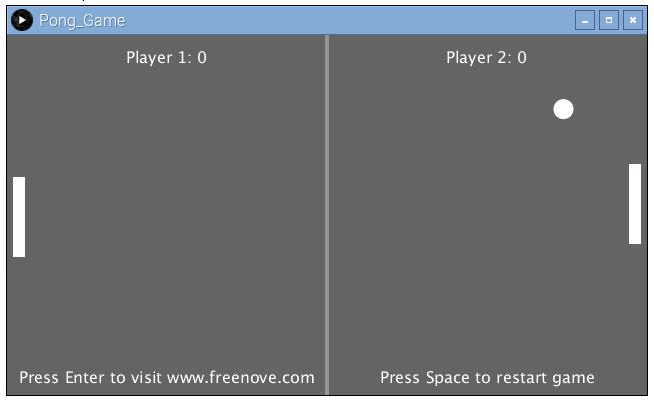 Pong_Game
Player 1: 0
Player 2: 0
Press Enter to visit www.freenove.com
Press Space to restart game